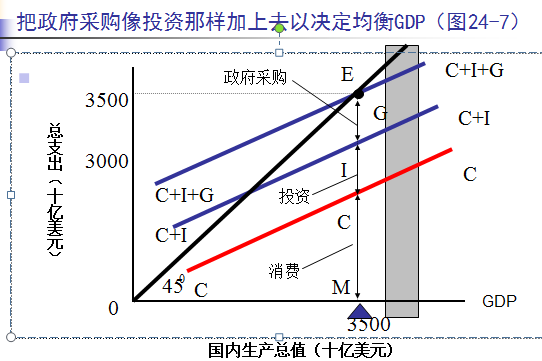 把政府采购像投资那样加上去以决定均衡GDP（图24-7）
E
C+I+G
政府采购
3500
G
C+I
3000
总支出（十亿美元）
I
C
C+I+G
投资
C+I
C
消费
45
0
C
M
0
GDP
3500
国内生产总值（十亿美元）